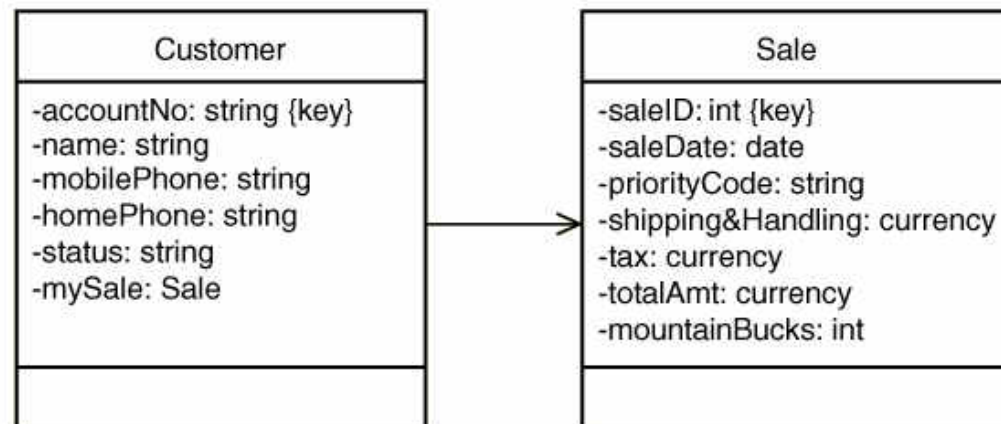 Customer
-accountNo: string {key}
-name: string
-mobilePhone: string
-homePhone: string
-status: string
-mySale: Sale
Sale
-saleID: int {key}
-saleDate: date
-priorityCode: string
-shipping&Handling: currency
-tax: currency
-totalAmt: currency
-mountainBucks: int